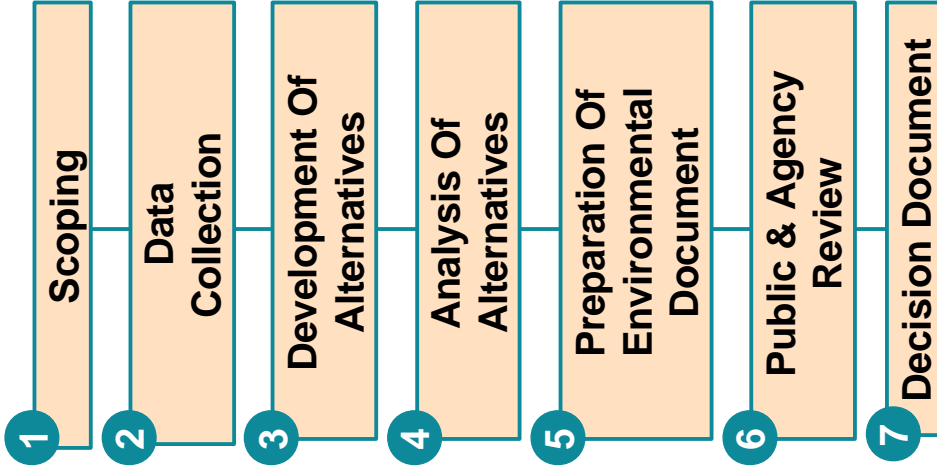 1
Scoping
2
Data
Collection
3
Development Of
Alternatives
4
Analysis Of
Alternatives
5
Preparation Of
Environmental
Document
6
Public & Agency
Review
7
Decision Document